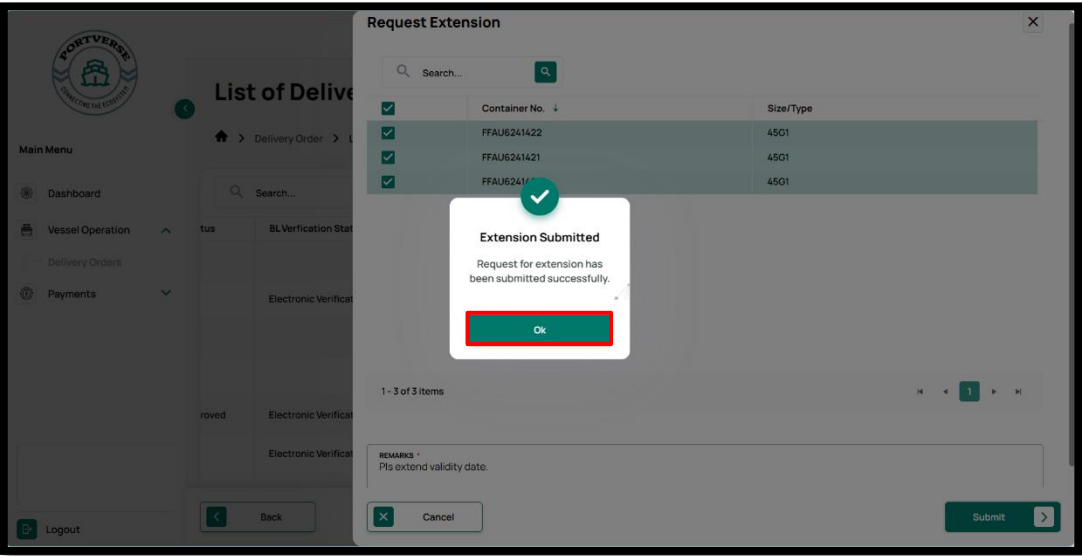 Request Extension
PORTVERSE
CONNECTING THE ECOSYSTEM
Search...
List of Delive
Container No. ↓ Size/Type
FFAU6241422 45G1
Delivery Order > L
Main Menu
FFAU6241421 45G1
FFAU6241 45G1
Dashboard
Search...
Vessel Operation
tus BL Verfication Stat
Extension Submitted
Delivery Orders
Request for extension has
been submitted successfully.
Payments
Electronic Verificat
Ok
1 - 3 of 3 items
1
roved Electronic Verificat
Electronic Verificat
REMARKS *
Pls extend validity date.
Back
Cancel
Submit
Logout